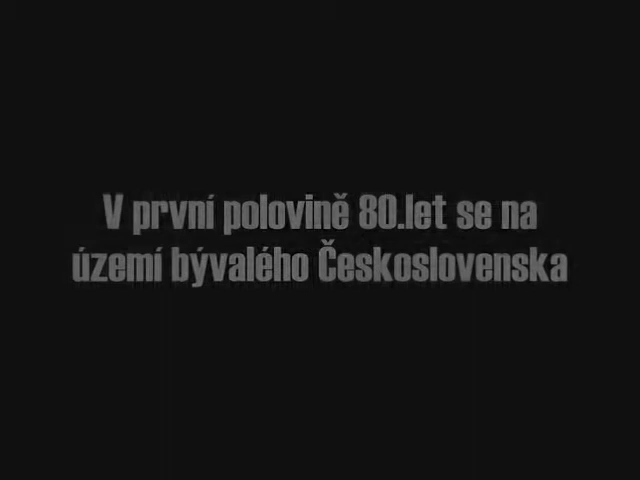 V první polovině 80.let se na
území bývalého Československa